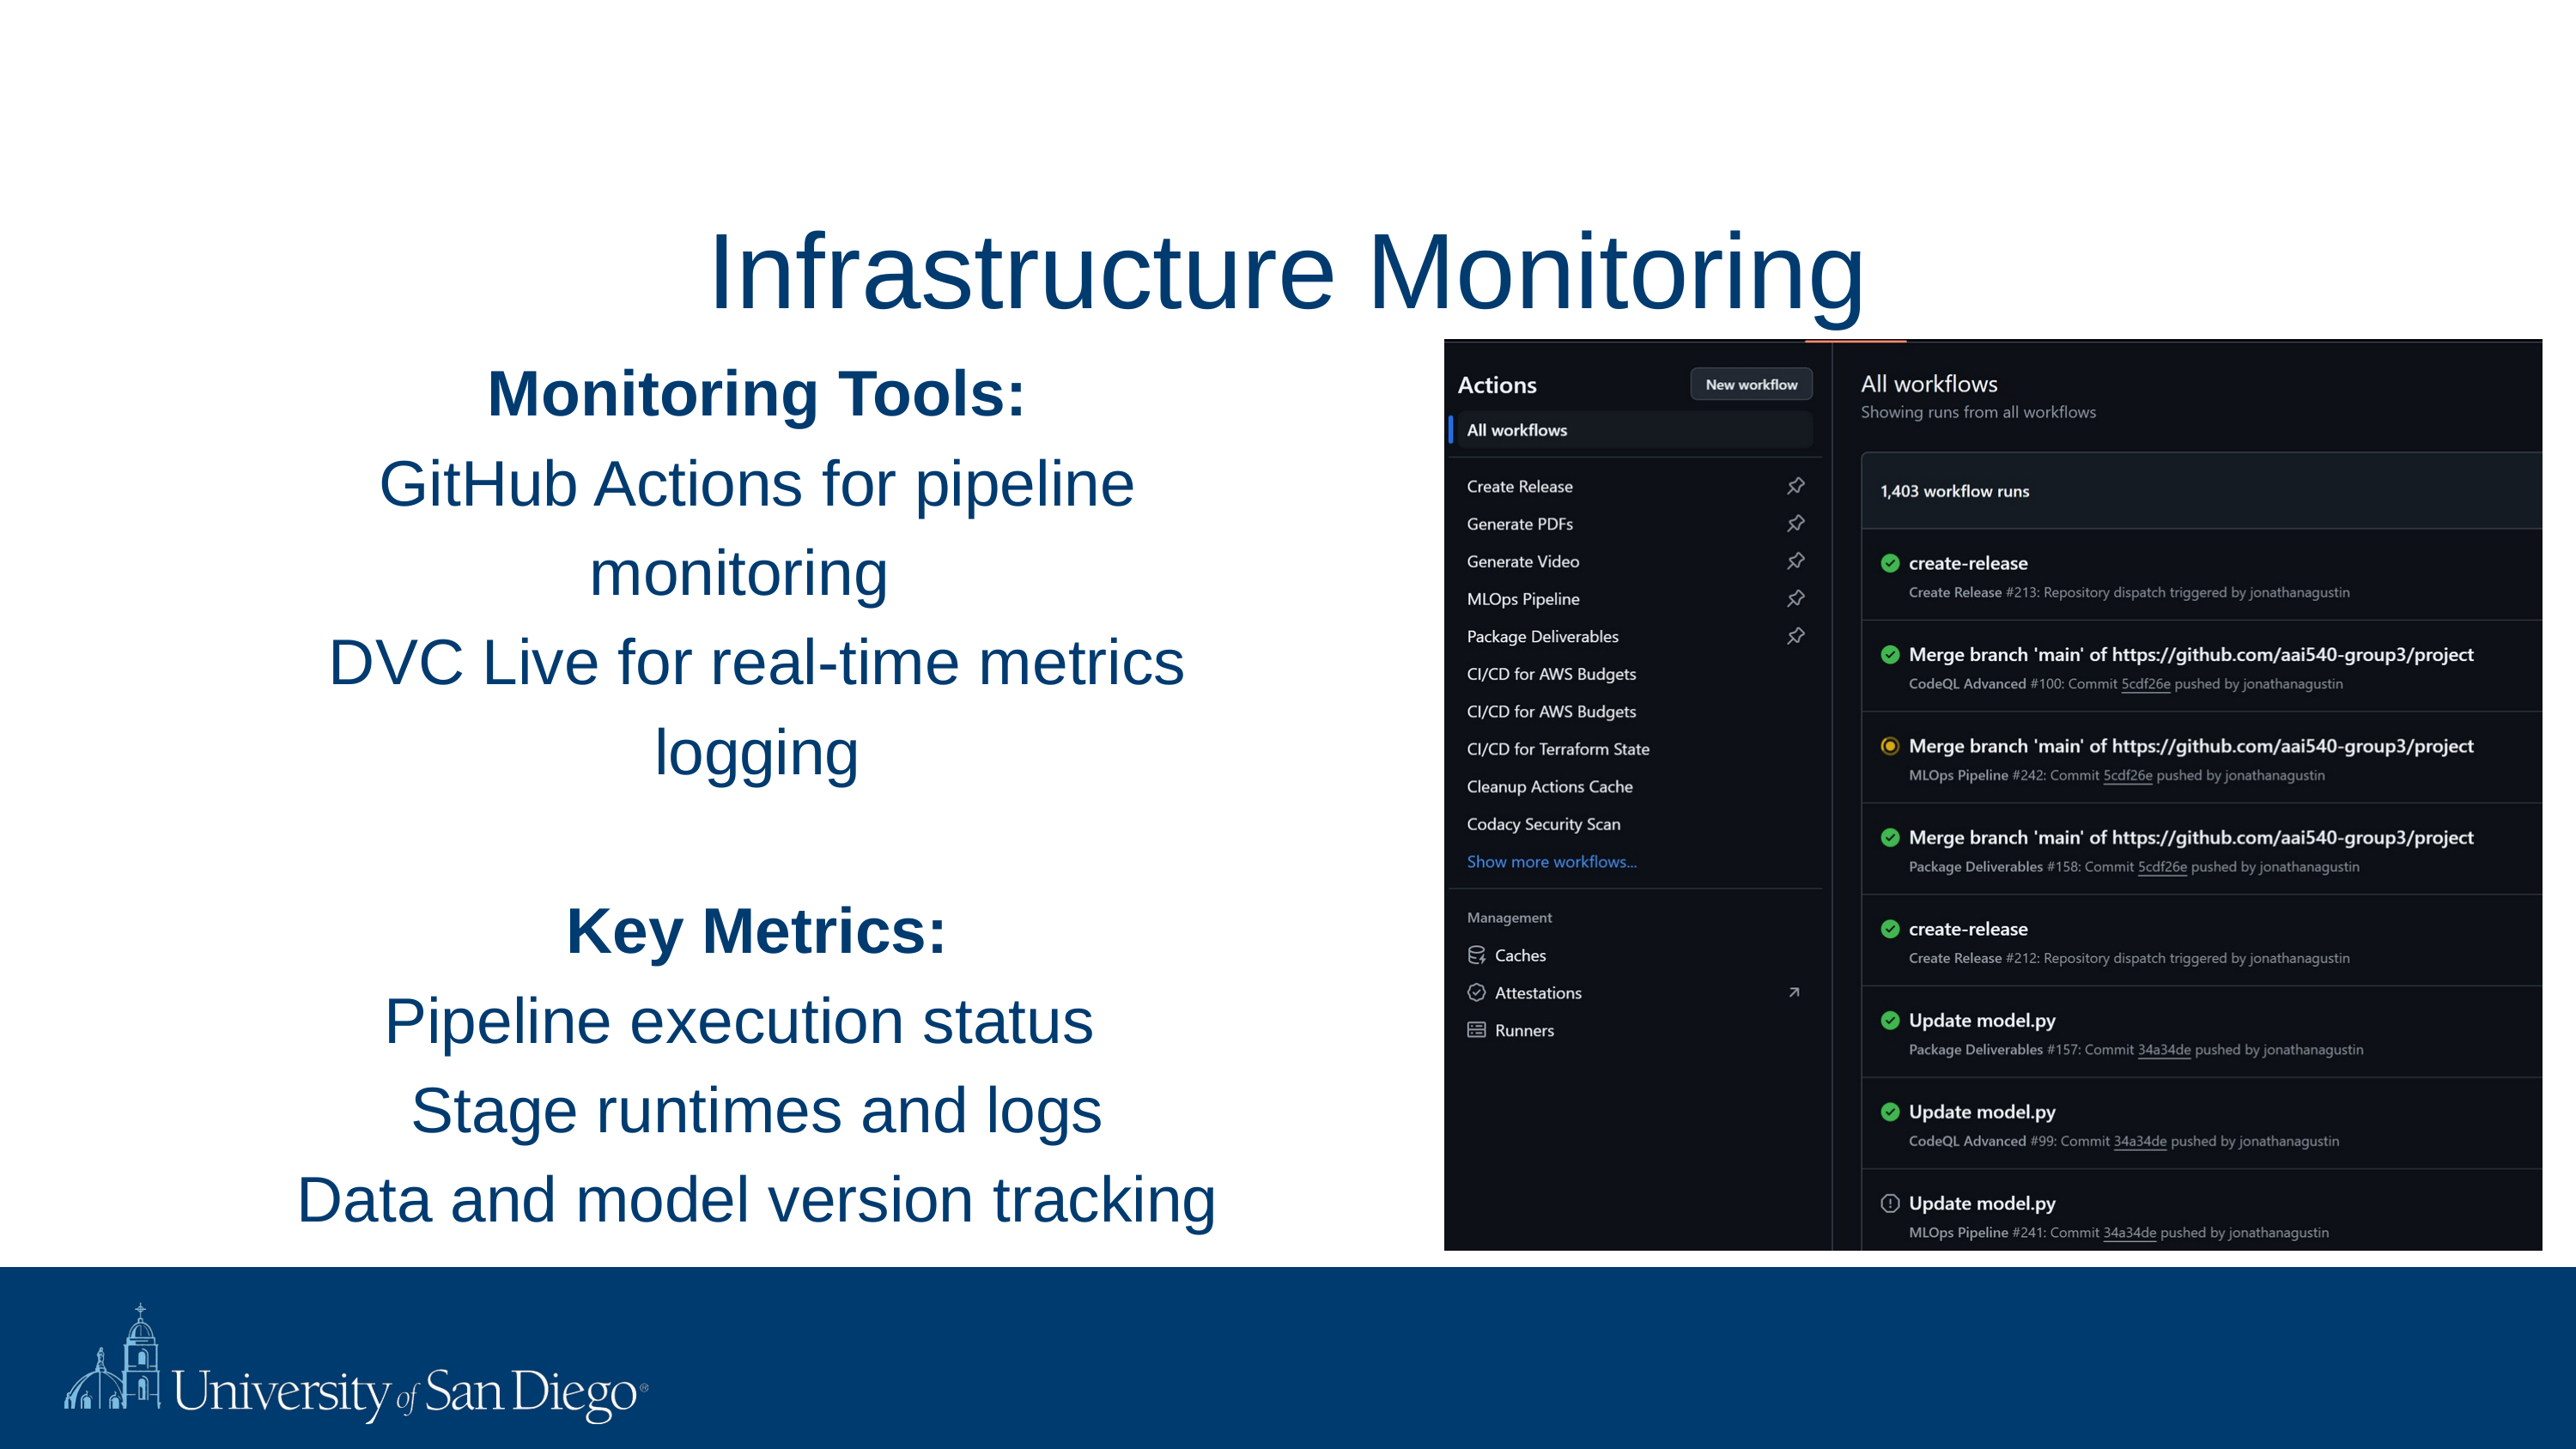 Infrastructure Monitoring
Monitoring Tools:
GitHub Actions for pipeline
monitoring
DVC Live for real-time metrics
logging
Key Metrics:
Pipeline execution status
Stage runtimes and logs
Data and model version tracking
Actions
New workflow
All workflows
Create Release
Generate PDFs
Generate Video
MLOps Pipeline
Package Deliverables
CI/CD for AWS Budgets
CI/CD for AWS Budgets
CI/CD for Terraform State
Cleanup Actions Cache
Codacy Security Scan
Show more workflows...
Management
Caches
Attestations
Runners
All workflows
Showing runs from all workflows
1,403 workflow runs
create-release
Create Release #213: Repository dispatch triggered by jonathanagustin
Merge branch 'main' of https://github.com/aai540-group3/project
CodeQL Advanced #100: Commit 5cdf26e pushed by jonathanagustin
Merge branch 'main' of https://github.com/aai540-group3/project
MLOps Pipeline #242: Commit 5cdf26e pushed by jonathanagustin
Merge branch 'main' of https://github.com/aai540-group3/project
Package Deliverables #158: Commit 5cdf26e pushed by jonathanagustin
create-release
Create Release #212: Repository dispatch triggered by jonathanagustin
Update model.py
Package Deliverables #157: Commit 34a34de pushed by jonathanagustin
Update model.py
CodeQL Advanced #99: Commit 34a34de pushed by jonathanagustin
Update model.py
MLOps Pipeline #241: Commit 34a34de pushed by jonathanagustin
University of San Diego®